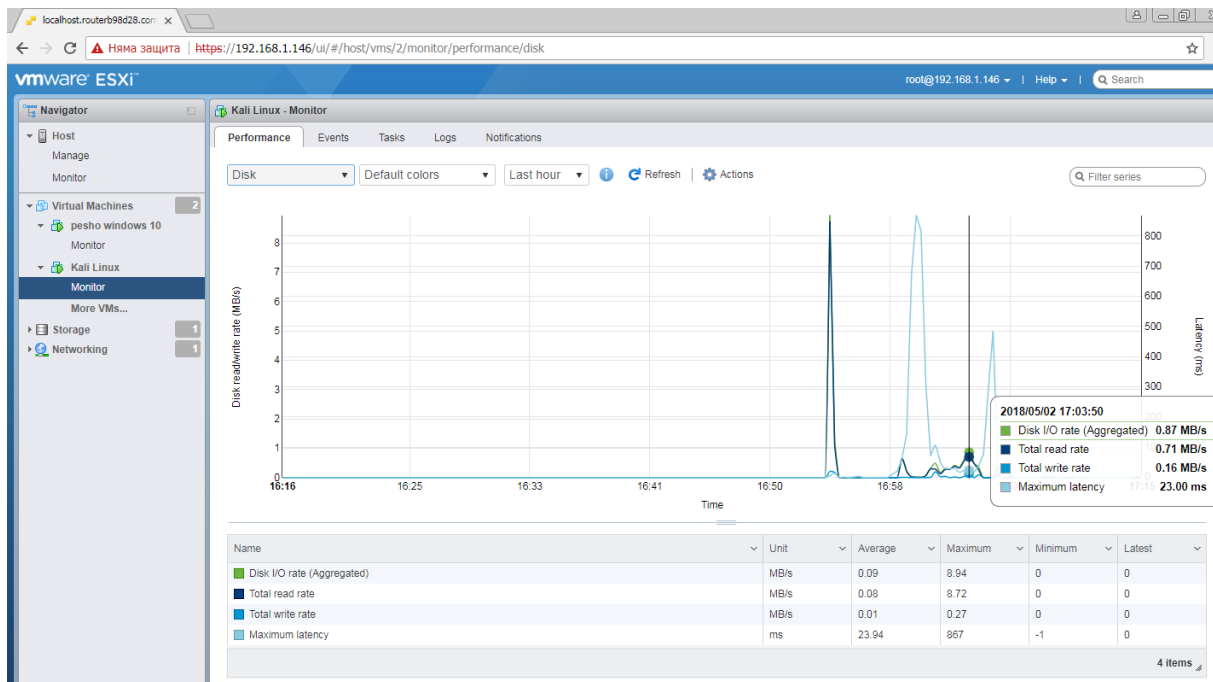 localhost.routerb98d28.com
Няма защита https://192.168.1.146/ui/#/host/vms/2/monitor/performance/disk
vmware ESXi™
root@192.168.1.146 | Help | Search
Navigator
Host
Manage
Monitor
Virtual Machines 2
pesho windows 10
Monitor
Kali Linux
Monitor
More VMs...
Storage 1
Networking 1
Kali Linux - Monitor
Performance Events Tasks Logs Notifications
Disk Default colors Last hour Refresh | Actions
Filter series
Disk read/write rate (MB/s)
8
7
6
5
4
3
2
1
0
800
700
600
500
400
300
200
Latency (ms)
16:16 16:25 16:33 16:41 16:50 16:58 17:15
Time
2018/05/02 17:03:50
Disk I/O rate (Aggregated) 0.87 MB/s
Total read rate 0.71 MB/s
Total write rate 0.16 MB/s
Maximum latency 23.00 ms
Name Unit Average Maximum Minimum Latest
Disk I/O rate (Aggregated) MB/s 0.09 8.94 0 0
Total read rate MB/s 0.08 8.72 0 0
Total write rate MB/s 0.01 0.27 0 0
Maximum latency ms 23.94 867 -1 0
4 items